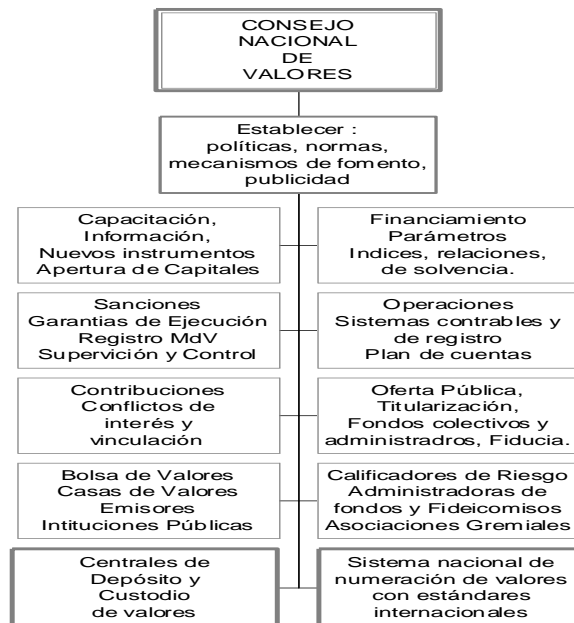 CONSEJO
NACIONAL
DE
VALORES
Establecer :
políticas, normas,
mecanismos de fomento,
publicidad
Capacitación,
Información,
Nuevos instrumentos
Apertura de Capitales
Financiamiento
Parámetros
Indices, relaciones,
de solvencia.
Sanciones
Garantias de Ejecución
Registro MdV
Supervición y Control
Operaciones
Sistemas contrables y
de registro
Plan de cuentas
Contribuciones
Conflictos de
interés y
vinculación
Oferta Pública,
Titularización,
Fondos colectivos y
administradros, Fiducia.
Bolsa de Valores
Casas de Valores
Emisores
Intituciones Públicas
Calificadores de Riesgo
Administradoras de
fondos y Fideicomisos
Asociaciones Gremiales
Centrales de
Depósito y
Custodio
de valores
Sistema nacional de
numeración de valores
con estándares
internacionales